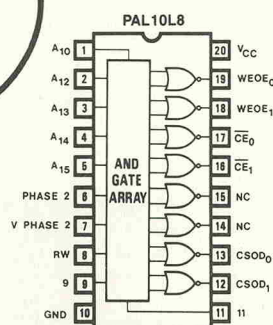 PAL10L8
A10 1 20 VCC
A12 2 19 WEOE0
A13 3 18 WEOE1
A14 4 17 CE0
A15 5 16 CE1
AND
GATE
ARRAY
PHASE 2 6 15 NC
V PHASE 2 7 14 NC
RW 8 13 CSOD0
9 9 12 CSOD1
GND 10 11 11